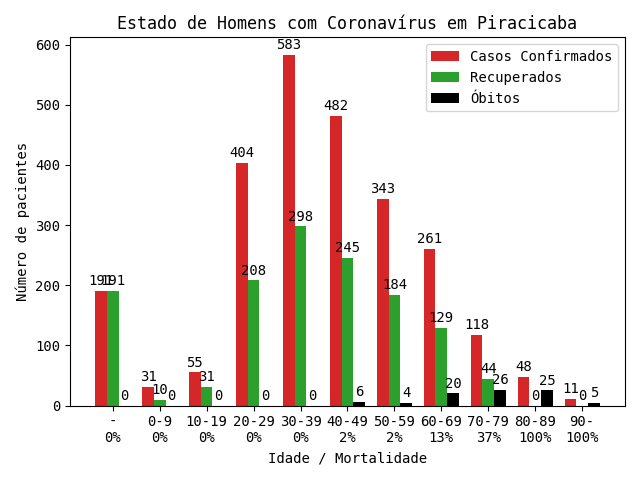 Estado de Homens com Coronavírus em Piracicaba
Casos Confirmados
Recuperados
Óbitos
Número de pacientes
600
500
400
300
200
100
0
191 191 0
31 10 0
55 31 0
404 208 0
583 298 0
482 245 6
343 184 4
261 129 20
118 44 26
48 0 25
11 0 5
- 0-9 10-19 20-29 30-39 40-49 50-59 60-69 70-79 80-89 90-
0% 0% 0% 0% 0% 2% 2% 13% 37% 100% 100%
Idade / Mortalidade